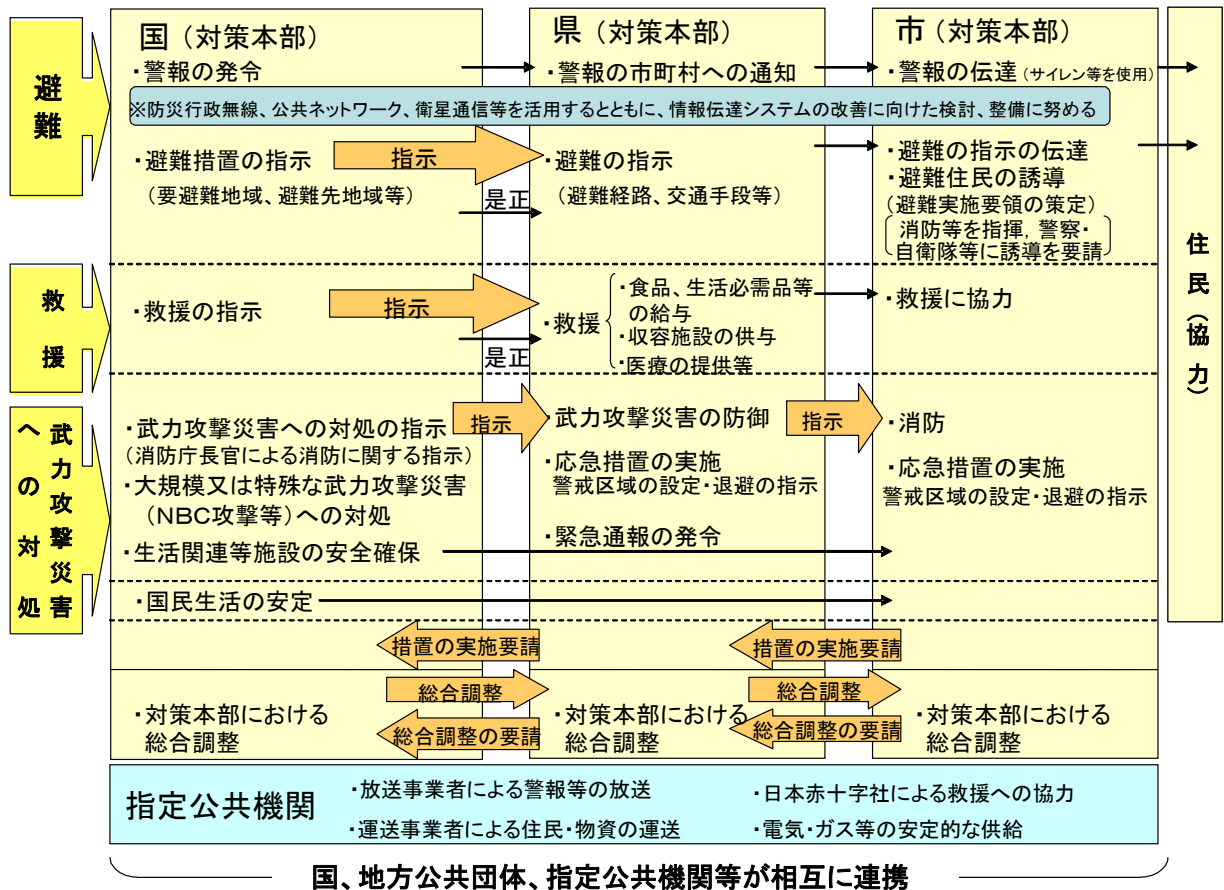 国（対策本部）
県（対策本部）
市（対策本部）
避難
・警報の発令
・警報の市町村への通知
・警報の伝達（サイレン等を使用）
※防災行政無線、公共ネットワーク、衛星通信等を活用するとともに、情報伝達システムの改善に向けた検討、整備に努める
・避難措置の指示
（要避難地域、避難先地域等）
指示
是正
・避難の指示
（避難経路、交通手段等）
・避難の指示の伝達
・避難住民の誘導
（避難実施要領の策定）
消防等を指揮，警察・
自衛隊等に誘導を要請
住民（協力）
救援
・救援の指示
指示
是正
・救援
・食品、生活必需品等
の給与
・収容施設の供与
・医療の提供等
・救援に協力
武力攻撃災害
への対処
・武力攻撃災害への対処の指示
（消防庁長官による消防に関する指示）
・大規模又は特殊な武力攻撃災害
（NBC攻撃等）への対処
・生活関連等施設の安全確保
指示
・武力攻撃災害の防御
・応急措置の実施
警戒区域の設定・退避の指示
・緊急通報の発令
指示
・消防
・応急措置の実施
警戒区域の設定・退避の指示
・国民生活の安定
措置の実施要請
措置の実施要請
総合調整
総合調整
・対策本部における
総合調整
総合調整の要請
・対策本部における
総合調整
総合調整の要請
・対策本部における
総合調整
指定公共機関
・放送事業者による警報等の放送
・日本赤十字社による救援への協力
・運送事業者による住民・物資の運送
・電気・ガス等の安定的な供給
国、地方公共団体、指定公共機関等が相互に連携